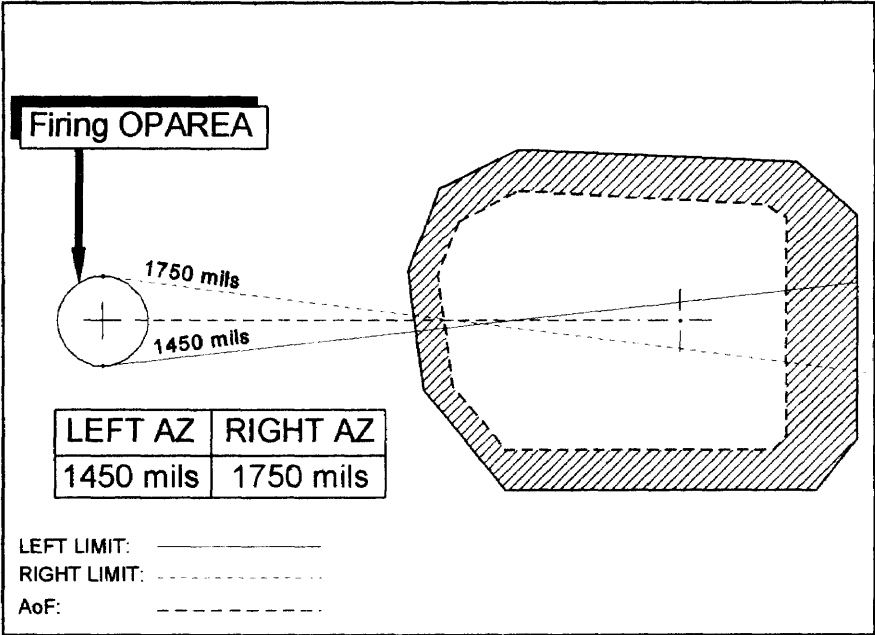 Firing OPAREA
1750 mils
1450 mils
LEFT AZ RIGHT AZ
1450 mils 1750 mils
LEFT LIMIT:
RIGHT LIMIT:
AoF: